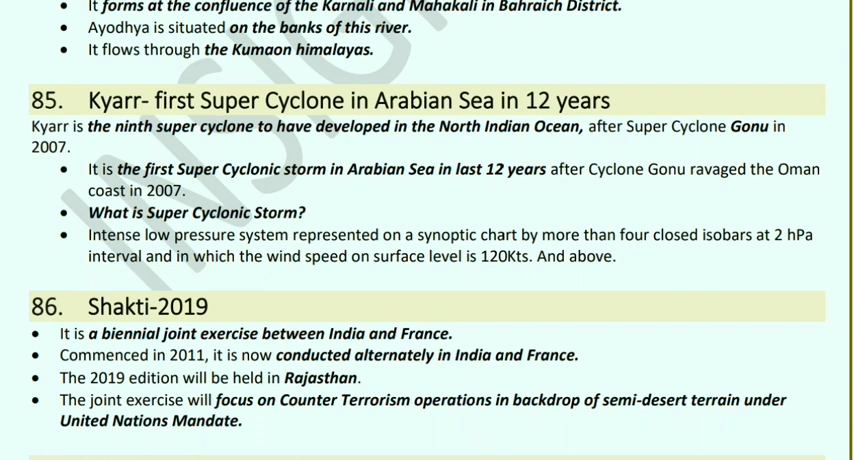 • It forms at the confluence of the Karnali and Mahakali in Bahraich District.
• Ayodhya is situated on the banks of this river.
• It flows through the Kumaon himalayas.
85. Kyarr- first Super Cyclone in Arabian Sea in 12 years
Kyarr is the ninth super cyclone to have developed in the North Indian Ocean, after Super Cyclone Gonu in
2007.
• It is the first Super Cyclonic storm in Arabian Sea in last 12 years after Cyclone Gonu ravaged the Oman
coast in 2007.
• What is Super Cyclonic Storm?
• Intense low pressure system represented on a synoptic chart by more than four closed isobars at 2 hPa
interval and in which the wind speed on surface level is 120Kts. And above.
86. Shakti-2019
• It is a biennial joint exercise between India and France.
• Commenced in 2011, it is now conducted alternately in India and France.
• The 2019 edition will be held in Rajasthan.
• The joint exercise will focus on Counter Terrorism operations in backdrop of semi-desert terrain under
United Nations Mandate.